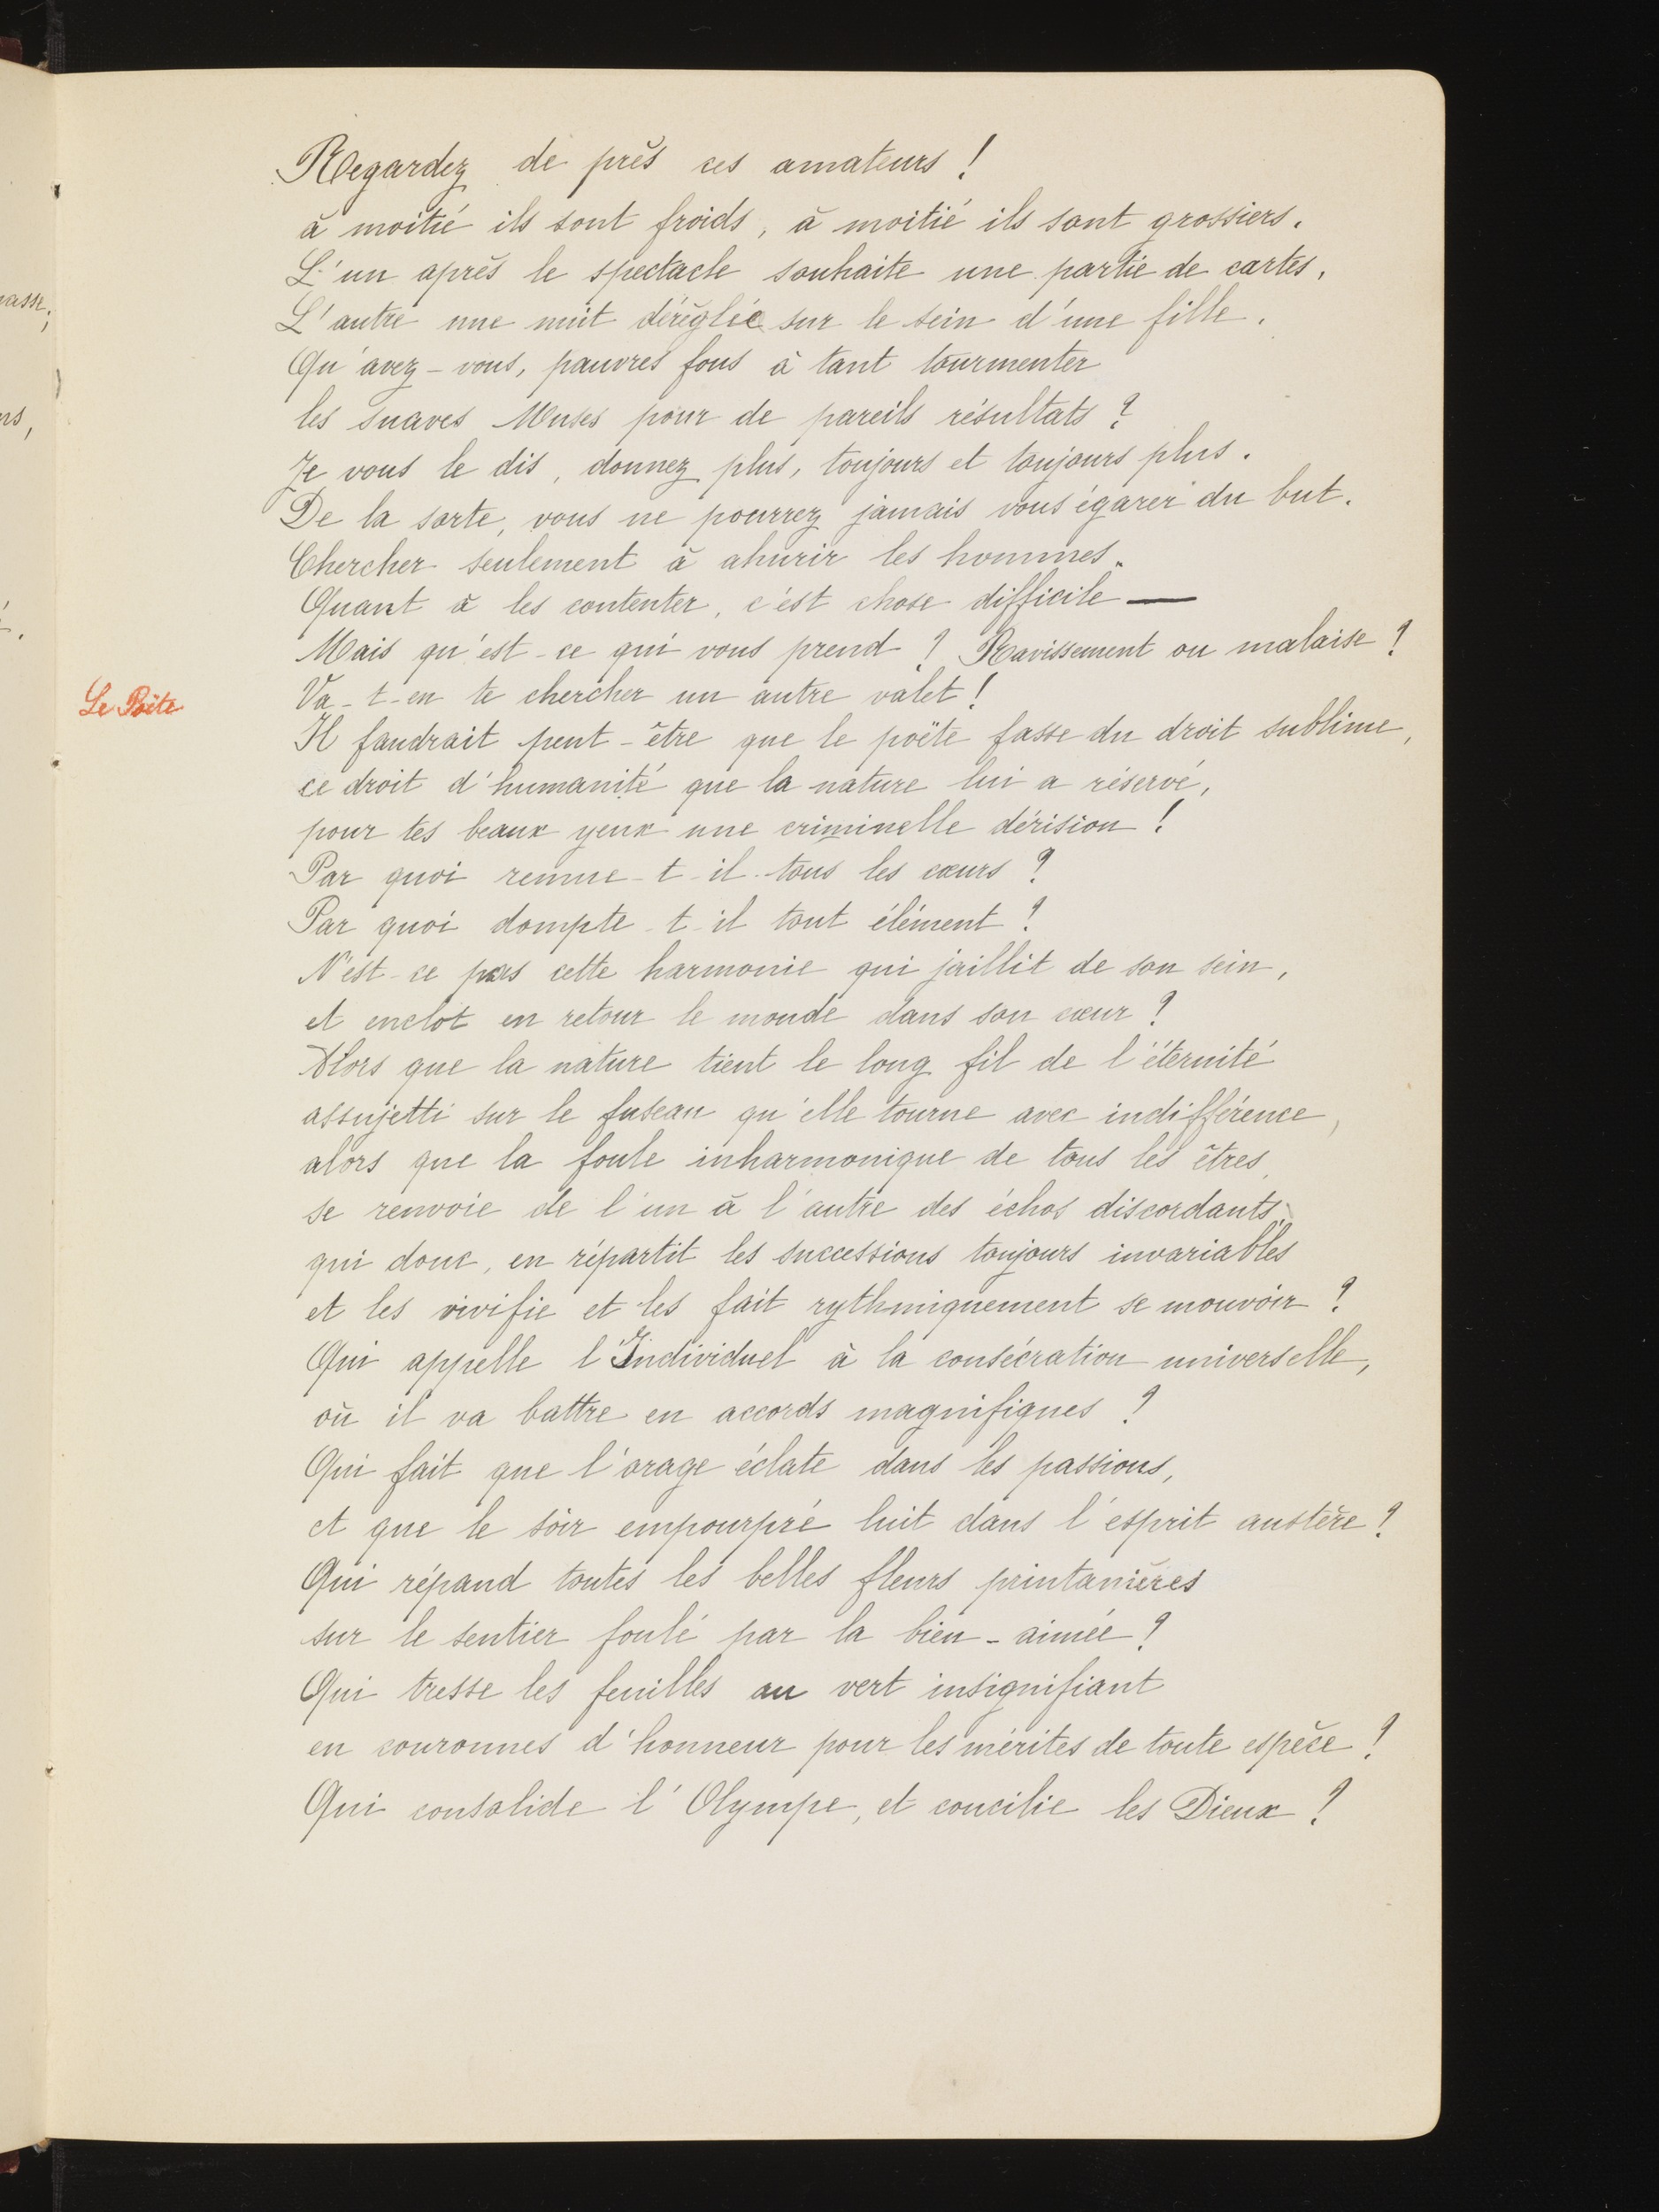 Regardez de près ces amateurs !
à moitié ils sont froids, à moitié ils sont grossiers.
L'un après le spectacle souhaite une partie de cartes,
L'autre une nuit déréglée sur le sein d'une fille.
Qu'avez-vous, pauvres fous à tant tourmenter
les suaves Muses pour de pareils résultats ?
Je vous le dis, donnez plus, toujours et toujours plus.
De la sorte, vous ne pourrez jamais vous égarer du but.
Chercher seulement à ahurir les hommes.
Quant à les contenter, c'est chose difficile —
Mais qu'est-ce qui vous prend ? Ravissement ou malaise ?
Le Poëte
Va-t-en te chercher un autre valet !
Il faudrait peut-être que le poëte fasse du droit sublime,
ce droit d'humanité que la nature lui a réservé,
pour tes beaux yeux une criminelle dérision !
Par quoi remue-t-il tous les cœurs ?
Par quoi dompte-t-il tout élément ?
N'est-ce pas cette harmonie qui jaillit de son sein,
et enclot en retour le monde dans son cœur ?
Alors que la nature tient le long fil de l'éternité
assujetti sur le fuseau qu'elle tourne avec indifférence,
alors que la foule inharmonique de tous les êtres,
se renvoie de l'un à l'autre des échos discordants,
qui donc, en répartit les successions toujours invariables
et les vivifie et les fait rythmiquement se mouvoir ?
Qui appelle l'Individuel à la consécration universelle,
où il va battre en accords magnifiques ?
Qui fait que l'orage éclate dans les passions,
et que le soir empourpré luit dans l'esprit austère ?
Qui répand toutes les belles fleurs printanières
sur le sentier foulé par la bien-aimée ?
Qui tresse les feuilles au vert insignifiant
en couronnes d'honneur pour les mérites de toute espèce ?
Qui consolide l'Olympe, et concilie les Dieux ?